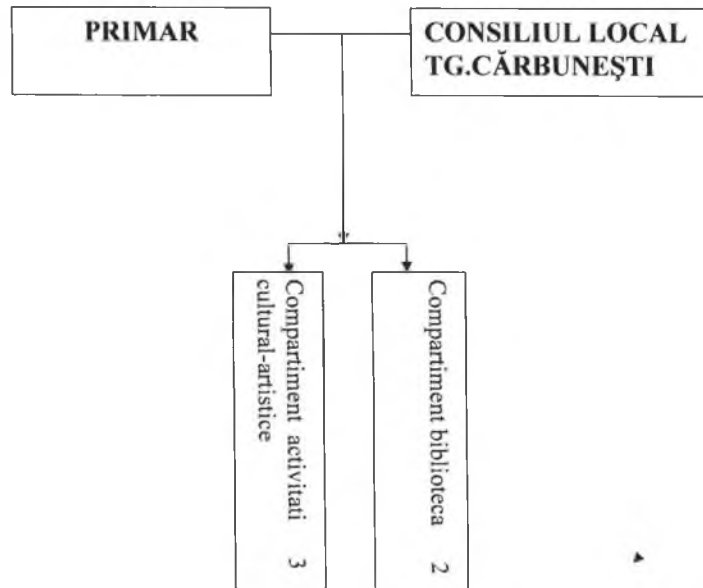 PRIMAR
CONSILIUL LOCAL
TG.CĂRBUNEŞTI
Compartiment activitati 3
cultural-artistice
Compartiment biblioteca 2